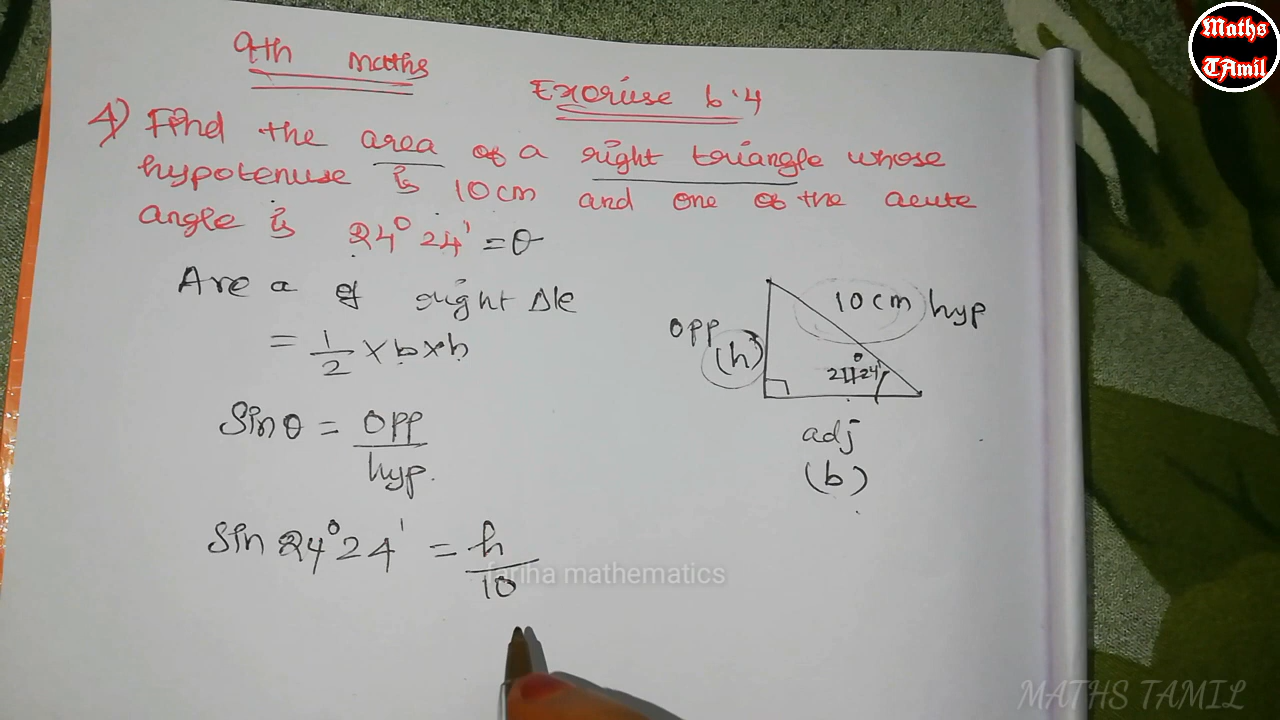 9th Maths
Exercise 6.4
4) Find the area of a right triangle whose
hypotenuse is 10cm and one of the acute
angle is 24° 24' = θ
Area of right Δle
= 1/2 × b × h
Sinθ = opp/hyp.
Sin 24° 24' = h/10
opp
(h)
10cm hyp
24° 24'
adj
(b)
fariha mathematics
Maths
TAmil
MATHS TAMIL